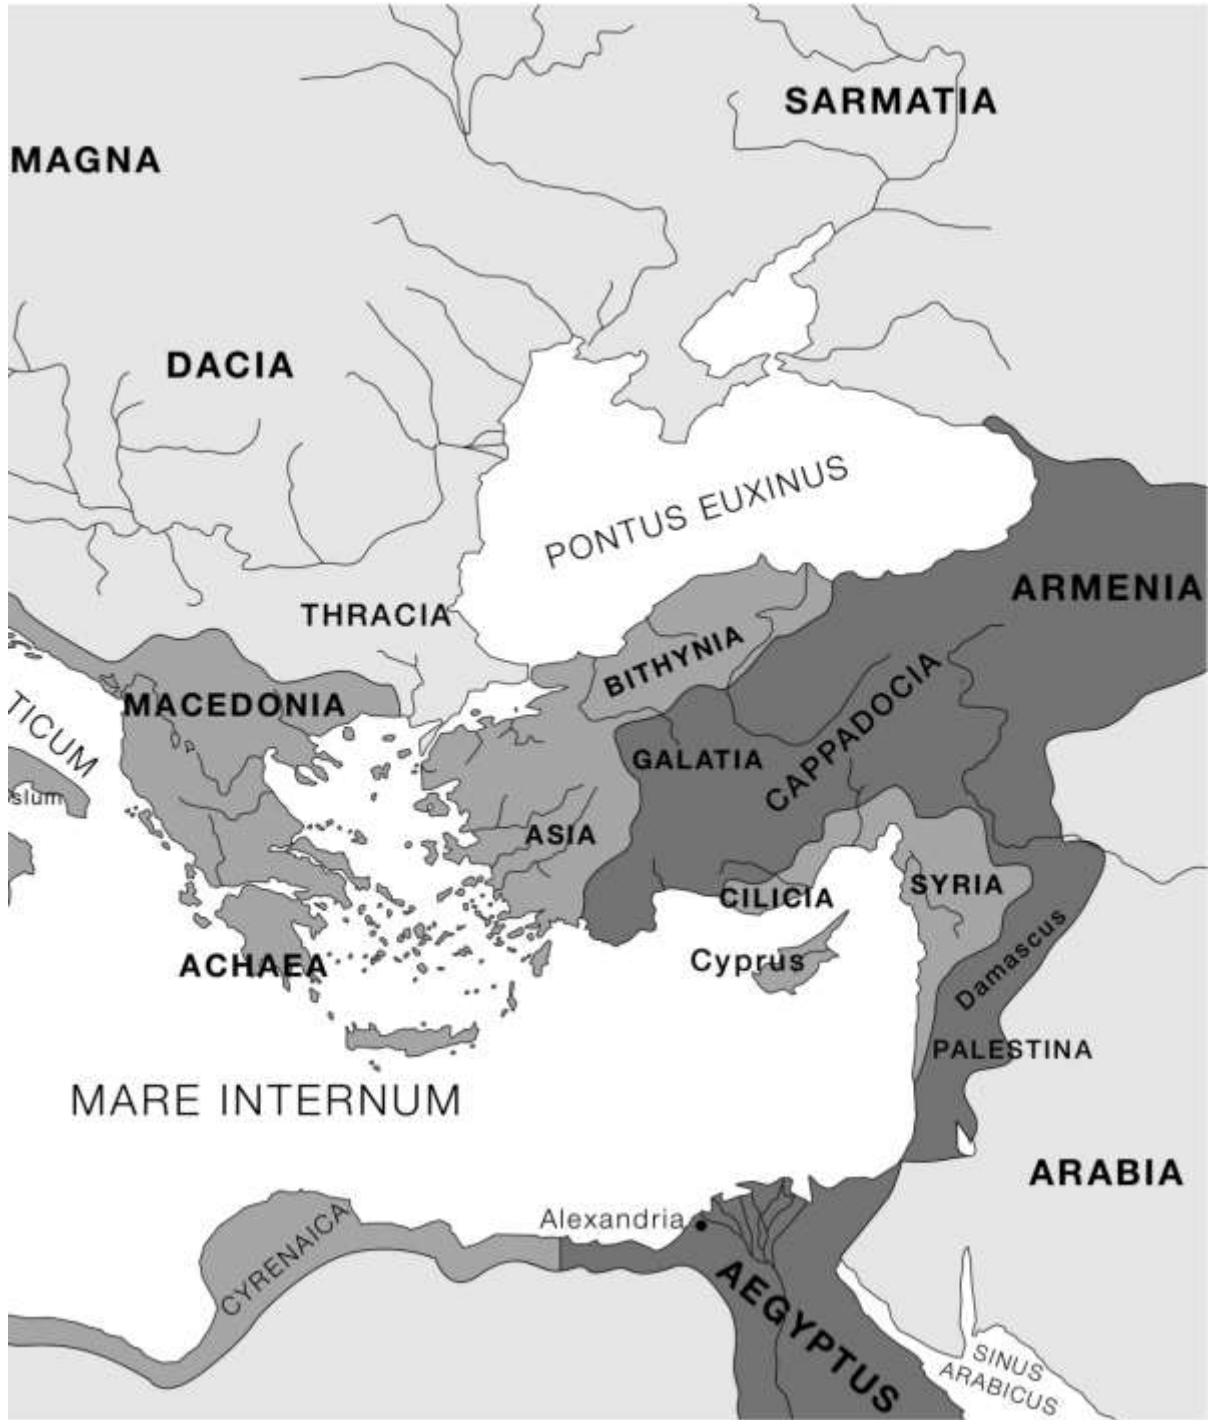 SARMATIA
MAGNA
DACIA
PONTUS EUXINUS
ARMENIA
THRACIA
BITHYNIA
MACEDONIA
TICUM
GALATIA
CAPPADOCIA
sium
ASIA
CILICIA
SYRIA
Cyprus
ACHAEA
Damascus
PALESTINA
MARE INTERNUM
ARABIA
Alexandria
CYRENAICA
AEGYPTUS
SINUS
ARABICUS